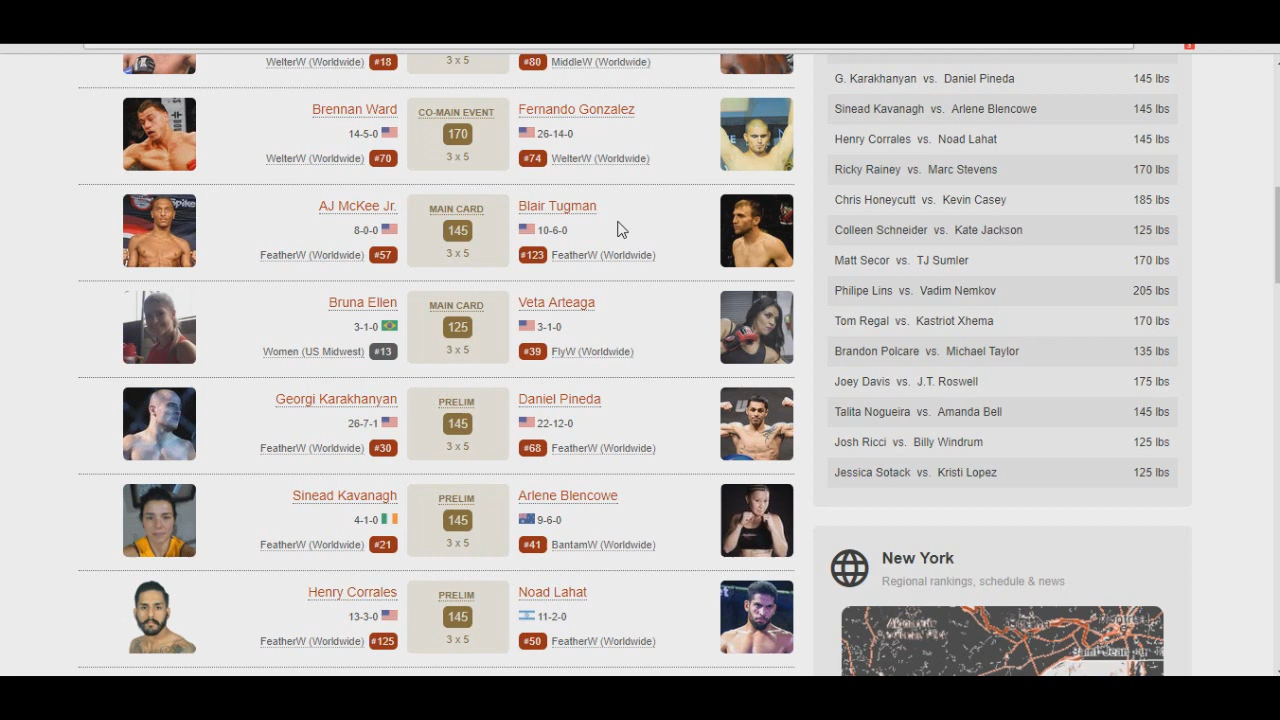 WelterW (Worldwide) #18 3 x 5 #80 MiddleW (Worldwide)
Brennan Ward CO-MAIN EVENT Fernando Gonzalez
14-5-0 170 26-14-0
WelterW (Worldwide) #70 3 x 5 #74 WelterW (Worldwide)
AJ McKee Jr. MAIN CARD Blair Tugman
8-0-0 145 10-6-0
FeatherW (Worldwide) #57 3 x 5 #123 FeatherW (Worldwide)
Bruna Ellen MAIN CARD Veta Arteaga
3-1-0 125 3-1-0
Women (US Midwest) #13 3 x 5 #39 FlyW (Worldwide)
Georgi Karakhanyan PRELIM Daniel Pineda
26-7-1 145 22-12-0
FeatherW (Worldwide) #30 3 x 5 #68 FeatherW (Worldwide)
Sinead Kavanagh PRELIM Arlene Blencowe
4-1-0 145 9-6-0
FeatherW (Worldwide) #21 3 x 5 #41 BantamW (Worldwide)
Henry Corrales PRELIM Noad Lahat
13-3-0 145 11-2-0
FeatherW (Worldwide) #125 3 x 5 #50 FeatherW (Worldwide)
G. Karakhanyan vs. Daniel Pineda 145 lbs
Sinead Kavanagh vs. Arlene Blencowe 145 lbs
Henry Corrales vs. Noad Lahat 145 lbs
Ricky Rainey vs. Marc Stevens 170 lbs
Chris Honeycutt vs. Kevin Casey 185 lbs
Colleen Schneider vs. Kate Jackson 125 lbs
Matt Secor vs. TJ Sumler 170 lbs
Philipe Lins vs. Vadim Nemkov 205 lbs
Tom Regal vs. Kastriot Xhema 170 lbs
Brandon Polcare vs. Michael Taylor 135 lbs
Joey Davis vs. J.T. Roswell 175 lbs
Talita Nogueira vs. Amanda Bell 145 lbs
Josh Ricci vs. Billy Windrum 125 lbs
Jessica Sotack vs. Kristi Lopez 125 lbs
New York
Regional rankings, schedule & news